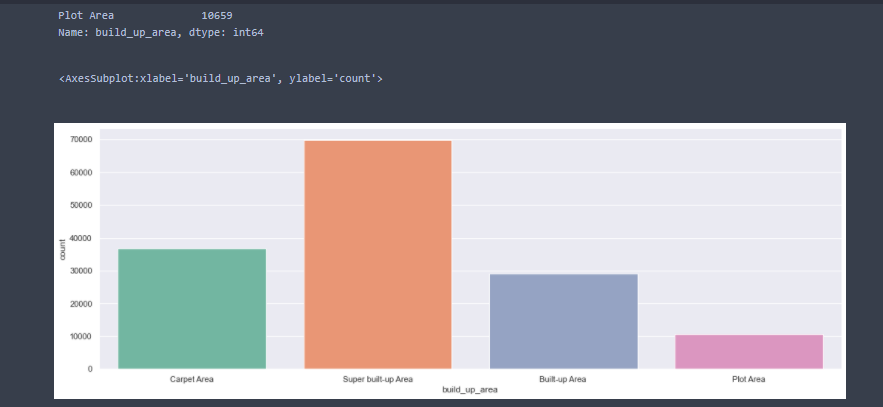 Plot Area 10659
Name: build_up_area, dtype: int64
<AxesSubplot:xlabel='build_up_area', ylabel='count'>
70000
60000
50000
40000
30000
20000
10000
0
count
Carpet Area Super built-up Area Built-up Area Plot Area
build_up_area